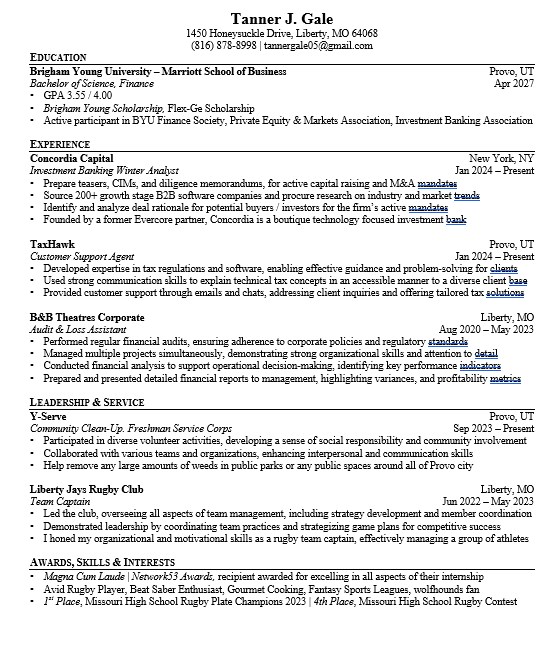 Tanner J. Gale
1450 Honeysuckle Drive, Liberty, MO 64068
(816) 878-8998 | tannergale05@gmail.com
EDUCATION
Brigham Young University – Marriott School of Business Provo, UT
Bachelor of Science, Finance Apr 2027
• GPA 3.55 / 4.00
• Brigham Young Scholarship, Flex-Ge Scholarship
• Active participant in BYU Finance Society, Private Equity & Markets Association, Investment Banking Association
EXPERIENCE
Concordia Capital New York, NY
Investment Banking Winter Analyst Jan 2024 – Present
• Prepare teasers, CIMs, and diligence memorandums, for active capital raising and M&A mandates
• Source 200+ growth stage B2B software companies and procure research on industry and market trends
• Identify and analyze deal rationale for potential buyers / investors for the firm's active mandates
• Founded by a former Evercore partner, Concordia is a boutique technology focused investment bank
TaxHawk Provo, UT
Customer Support Agent Jan 2024 – Present
• Developed expertise in tax regulations and software, enabling effective guidance and problem-solving for clients
• Used strong communication skills to explain technical tax concepts in an accessible manner to a diverse client base
• Provided customer support through emails and chats, addressing client inquiries and offering tailored tax solutions
B&B Theatres Corporate Liberty, MO
Audit & Loss Assistant Aug 2020 – May 2023
• Performed regular financial audits, ensuring adherence to corporate policies and regulatory standards
• Managed multiple projects simultaneously, demonstrating strong organizational skills and attention to detail
• Conducted financial analysis to support operational decision-making, identifying key performance indicators
• Prepared and presented detailed financial reports to management, highlighting variances, and profitability metrics
LEADERSHIP & SERVICE
Y-Serve Provo, UT
Community Clean-Up. Freshman Service Corps Sep 2023 – Present
• Participated in diverse volunteer activities, developing a sense of social responsibility and community involvement
• Collaborated with various teams and organizations, enhancing interpersonal and communication skills
• Help remove any large amounts of weeds in public parks or any public spaces around all of Provo city
Liberty Jays Rugby Club Liberty, MO
Team Captain Jun 2022 – May 2023
• Led the club, overseeing all aspects of team management, including strategy development and member coordination
• Demonstrated leadership by coordinating team practices and strategizing game plans for competitive success
• I honed my organizational and motivational skills as a rugby team captain, effectively managing a group of athletes
AWARDS, SKILLS & INTERESTS
• Magna Cum Laude | Network53 Awards, recipient awarded for excelling in all aspects of their internship
• Avid Rugby Player, Beat Saber Enthusiast, Gourmet Cooking, Fantasy Sports Leagues, wolfhounds fan
• 1st Place, Missouri High School Rugby Plate Champions 2023 | 4th Place, Missouri High School Rugby Contest